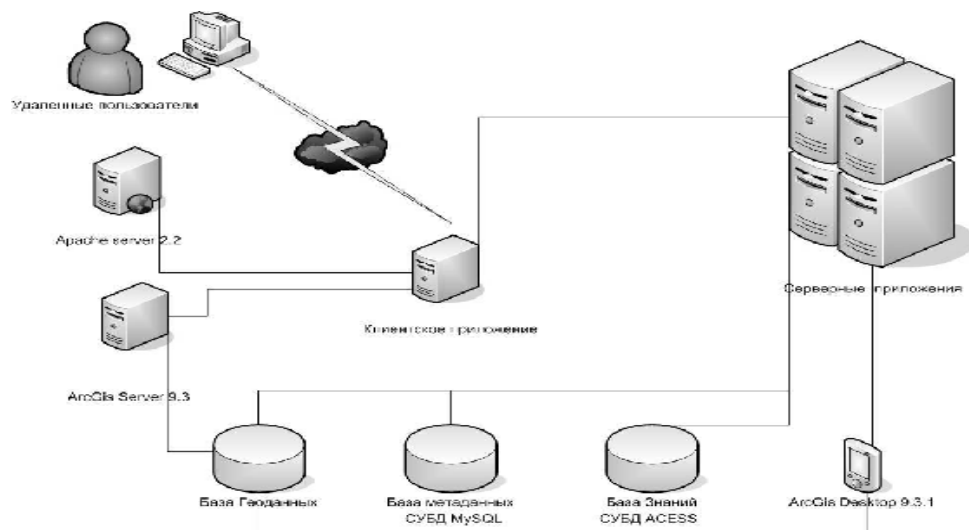 Удаленные пользователи
Apache server 2.2
Серверные приложения
Клиентское приложение
ArcGis Server 9.3
База Геоданных
База метаданных
СУБД MySQL
База Знаний
СУБД ACESS
ArcGis Desktop 9.3.1